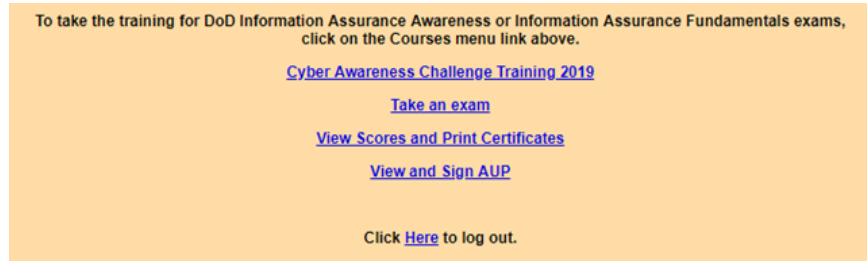 To take the training for DoD Information Assurance Awareness or Information Assurance Fundamentals exams,
click on the Courses menu link above.
Cyber Awareness Challenge Training 2019
Take an exam
View Scores and Print Certificates
View and Sign AUP
Click Here to log out.